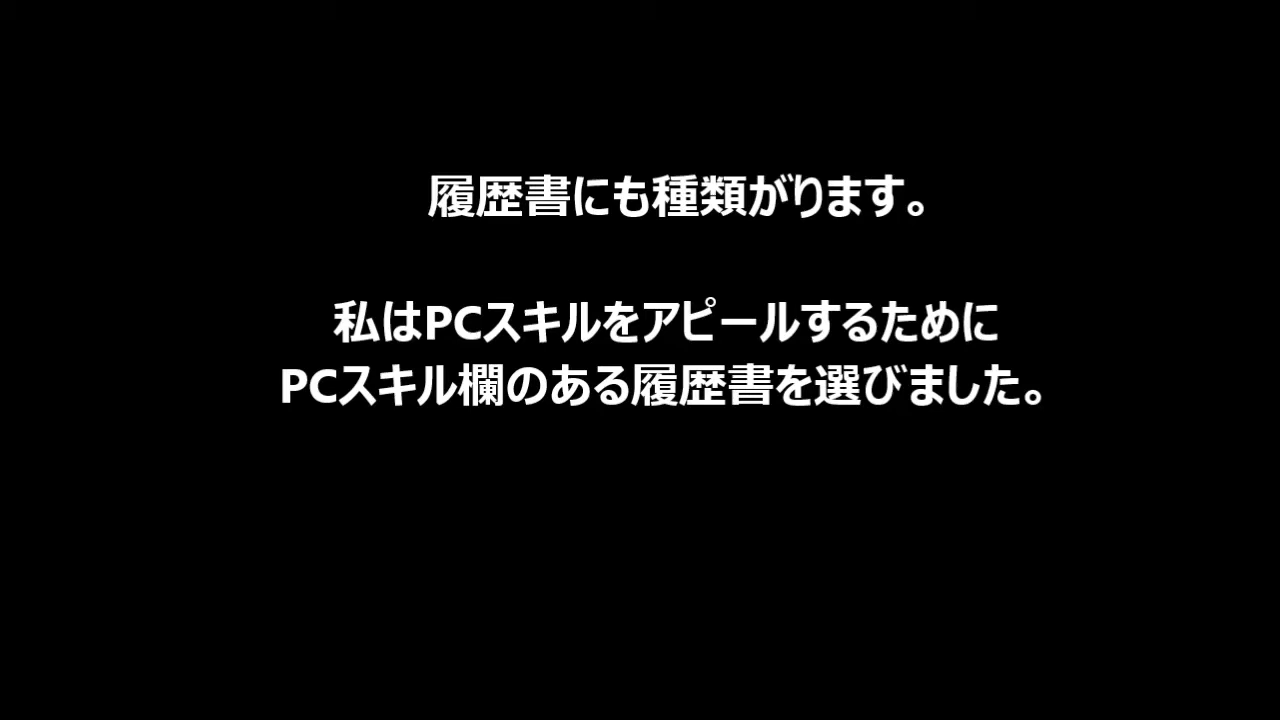 履歴書にも種類がります。
私はPCスキルをアピールするために
PCスキル欄のある履歴書を選びました。